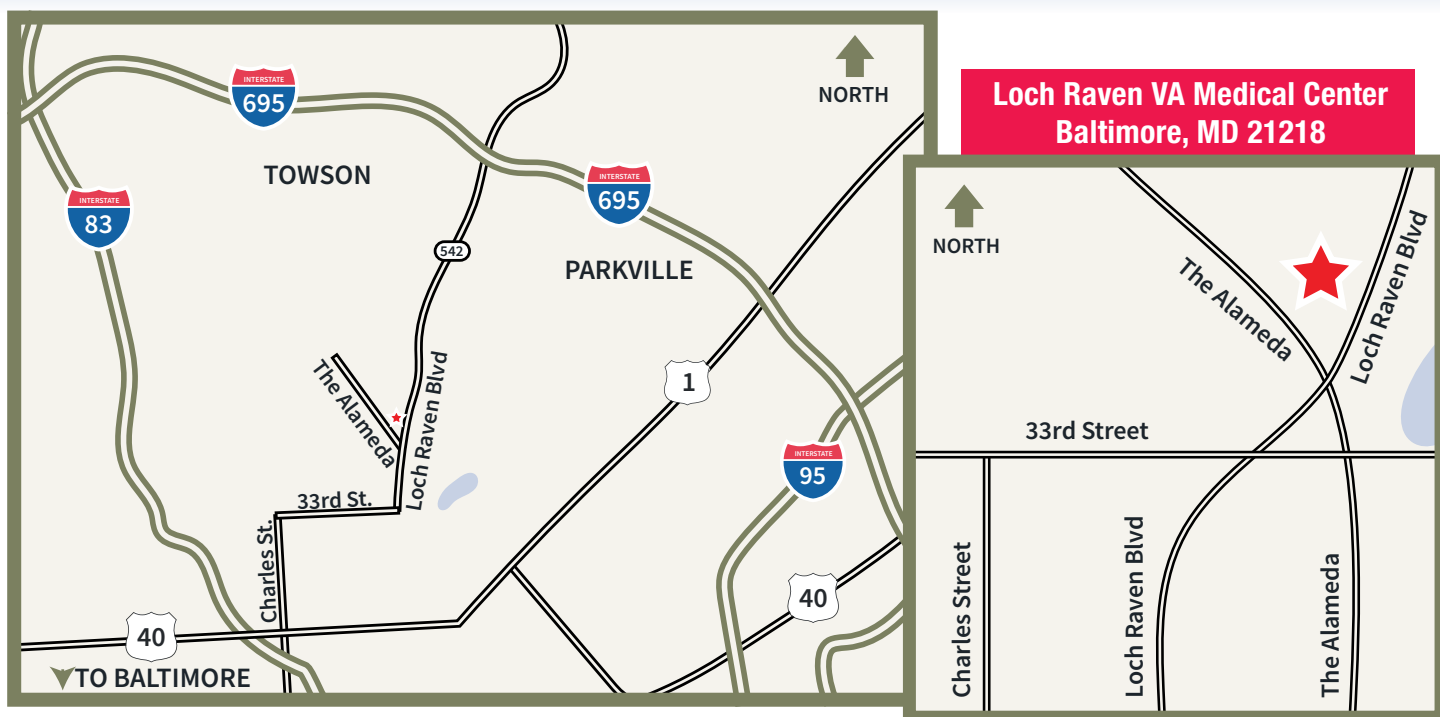 INTERSTATE
695
NORTH
TOWSON
INTERSTATE
695
INTERSTATE
83
542
PARKVILLE
The Alameda
Loch Raven Blvd
1
INTERSTATE
95
33rd St.
Charles St.
40
40
TO BALTIMORE
Loch Raven VA Medical Center
Baltimore, MD 21218
NORTH
The Alameda
Loch Raven Blvd
33rd Street
Charles Street
Loch Raven Blvd
The Alameda